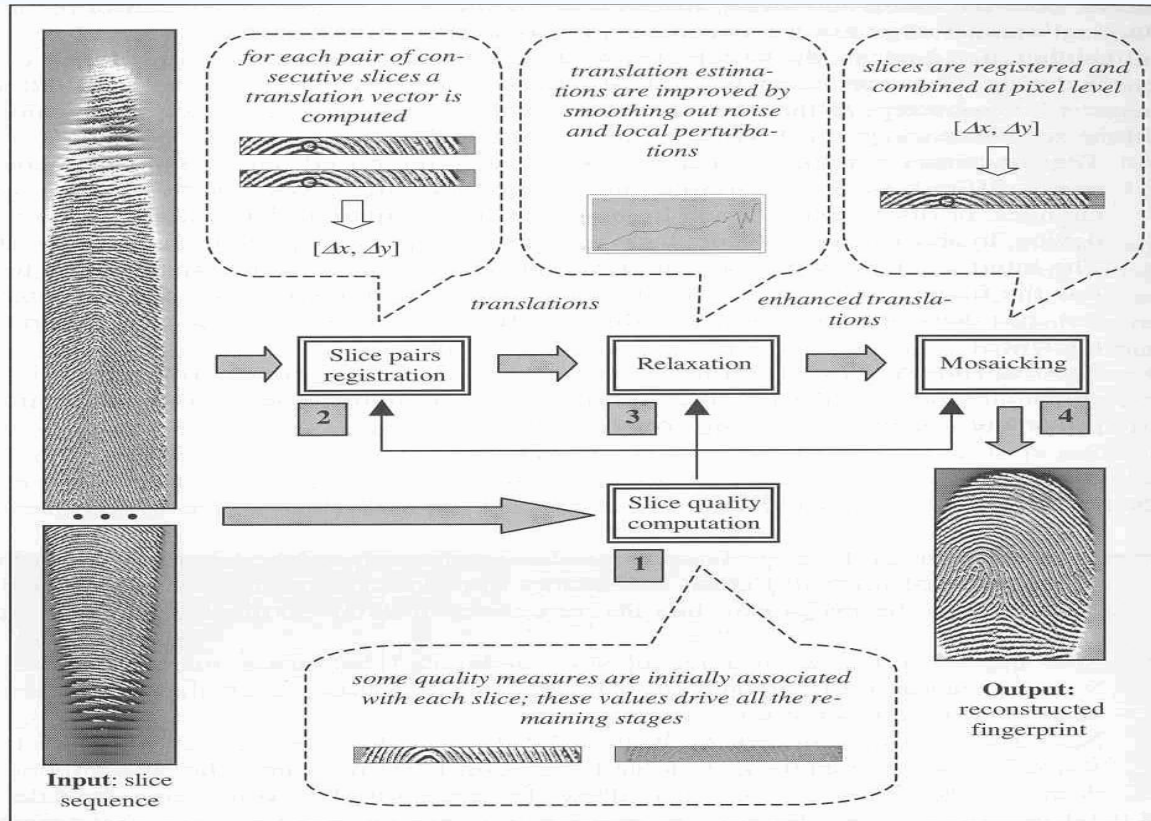 for each pair of con-
secutive slices a
translation vector is
computed
[Δx, Δy]
translation estima-
tions are improved by
smoothing out noise
and local perturba-
tions
slices are registered and
combined at pixel level
[Δx, Δy]
translations
enhanced transla-
tions
Slice pairs
registration
2
Relaxation
3
Mosaicking
4
Slice quality
computation
1
some quality measures are initially associated
with each slice; these values drive all the re-
maining stages
Input: slice
sequence
Output:
reconstructed
fingerprint